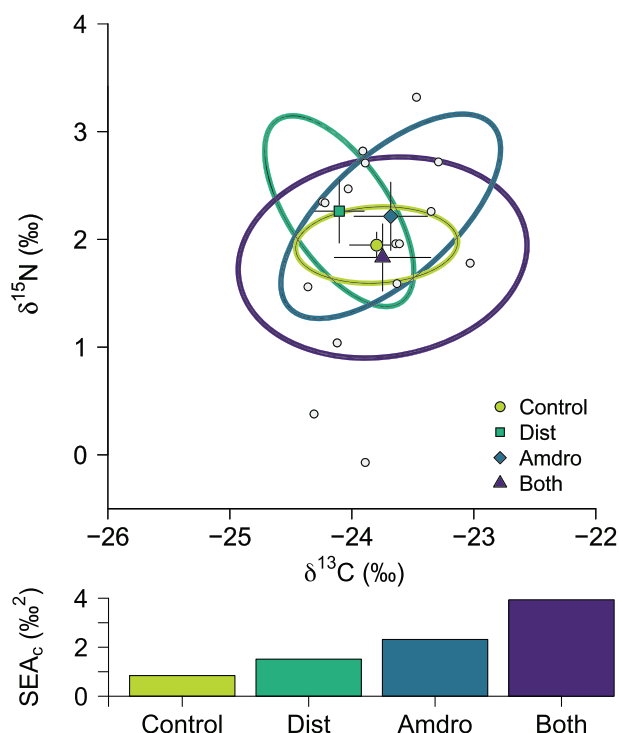 4
3
2
1
0
δ¹⁵N (‰)
Control
Dist
Amdro
Both
−26
−25
−24
−23
−22
δ¹³C (‰)
4
2
0
SEA꜀ (‰²)
Control
Dist
Amdro
Both